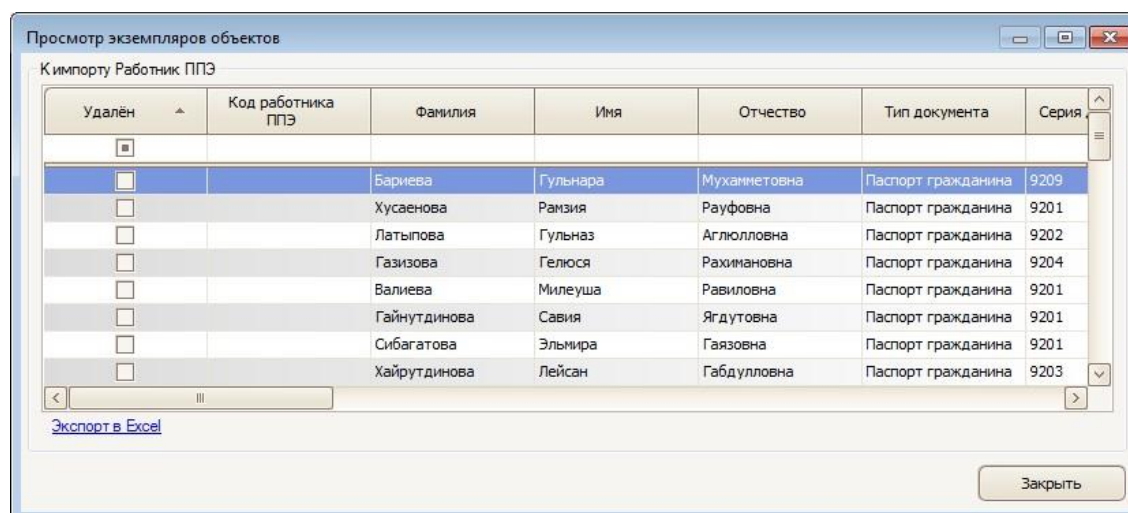 Просмотр экземпляров объектов
К импорту Работник ППЭ
Удалён Код работника ППЭ Фамилия Имя Отчество Тип документа Серия
Бариева Гульнара Мухамметовна Паспорт гражданина 9209
Хусаенова Рамзия Рауфовна Паспорт гражданина 9201
Латыпова Гульназ Аглюлловна Паспорт гражданина 9202
Газизова Гелюся Рахимановна Паспорт гражданина 9204
Валиева Милеуша Равиловна Паспорт гражданина 9201
Гайнутдинова Савия Ягдутовна Паспорт гражданина 9201
Сибагатова Эльмира Гаязовна Паспорт гражданина 9201
Хайрутдинова Лейсан Габдулловна Паспорт гражданина 9203
Экспорт в Excel
Закрыть